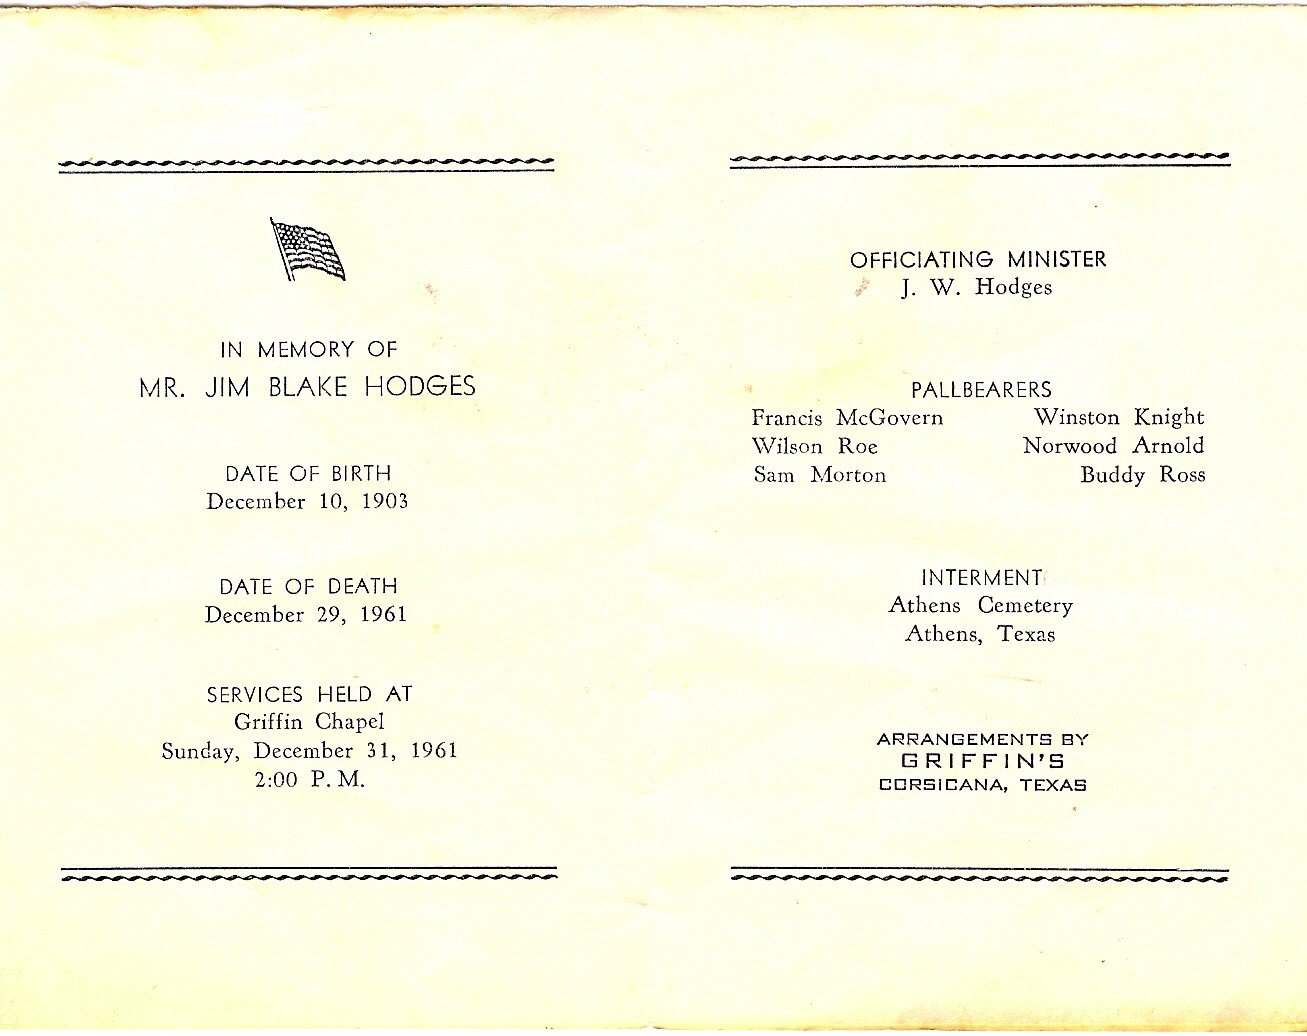 IN MEMORY OF
MR. JIM BLAKE HODGES
DATE OF BIRTH
December 10, 1903
DATE OF DEATH
December 29, 1961
SERVICES HELD AT
Griffin Chapel
Sunday, December 31, 1961
2:00 P. M.
OFFICIATING MINISTER
J. W. Hodges
PALLBEARERS
Francis McGovern Winston Knight
Wilson Roe Norwood Arnold
Sam Morton Buddy Ross
INTERMENT
Athens Cemetery
Athens, Texas
ARRANGEMENTS BY
GRIFFIN'S
CORSICANA, TEXAS